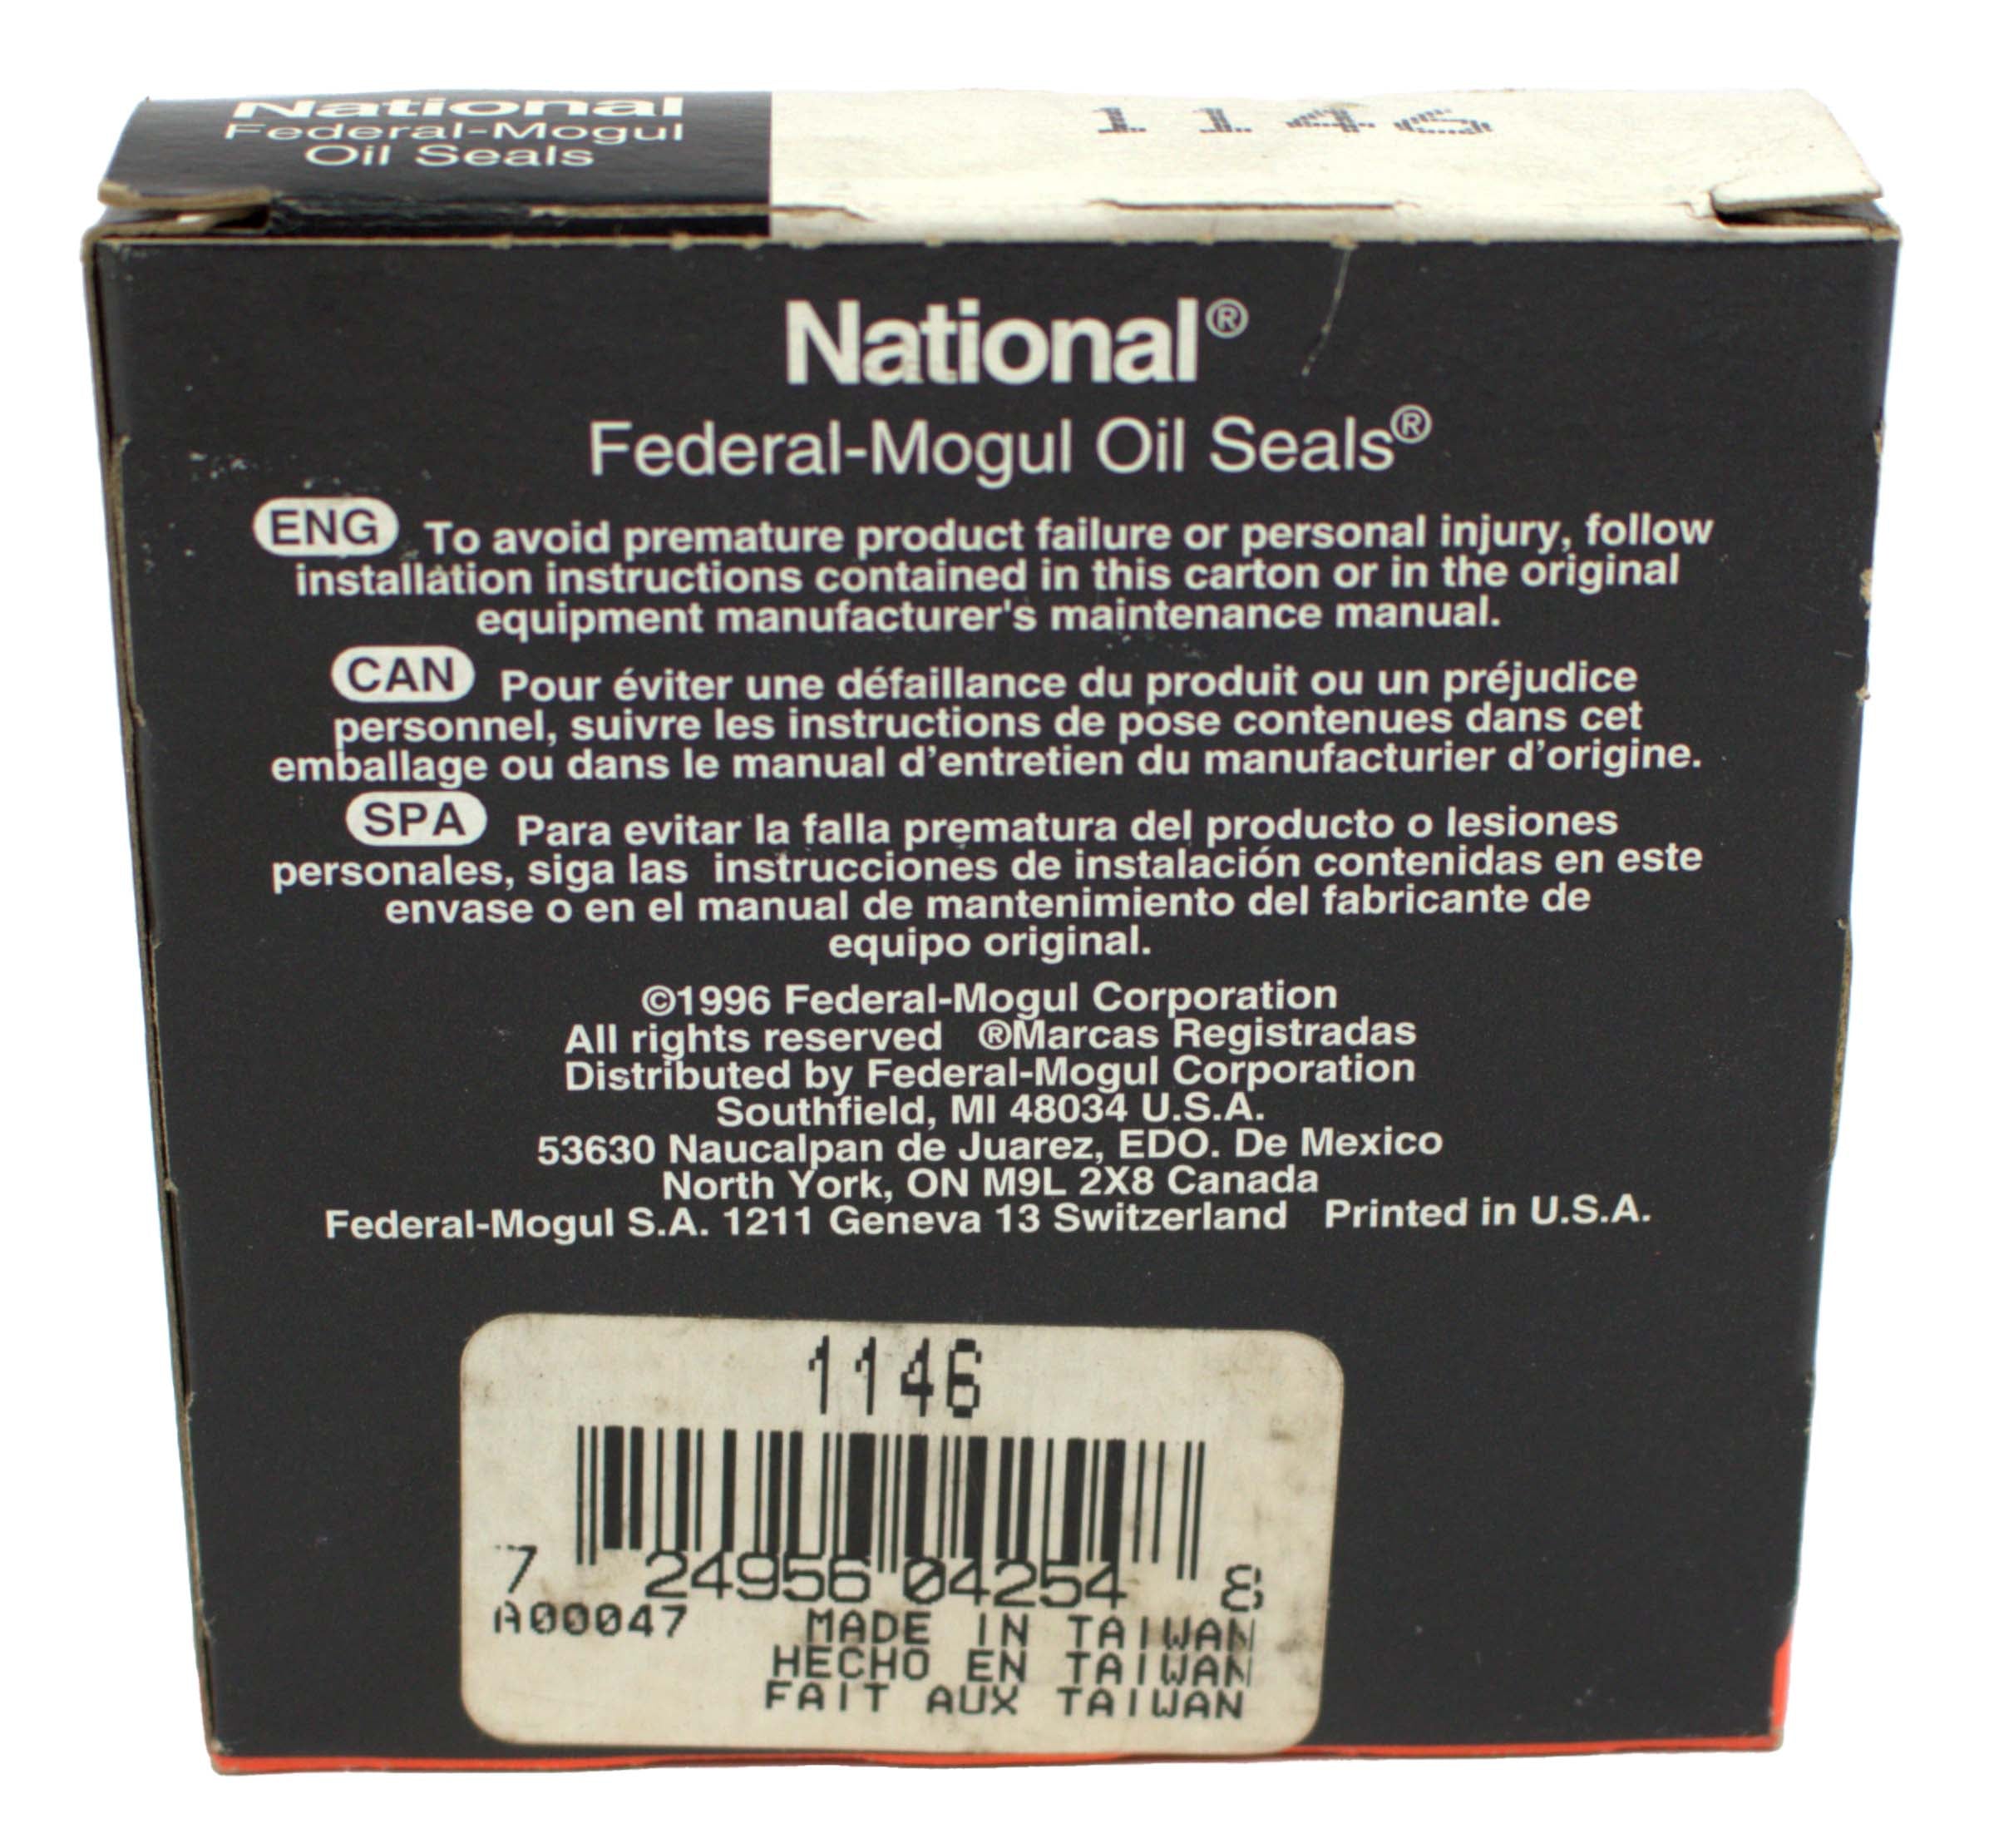 National
Federal-Mogul
Oil Seals
1146
National®
Federal-Mogul Oil Seals®
ENG To avoid premature product failure or personal injury, follow
installation instructions contained in this carton or in the original
equipment manufacturer's maintenance manual.
CAN Pour éviter une défaillance du produit ou un préjudice
personnel, suivre les instructions de pose contenues dans cet
emballage ou dans le manual d'entretien du manufacturier d'origine.
SPA Para evitar la falla prematura del producto o lesiones
personales, siga las instrucciones de instalación contenidas en este
envase o en el manual de mantenimiento del fabricante de
equipo original.
©1996 Federal-Mogul Corporation
All rights reserved ®Marcas Registradas
Distributed by Federal-Mogul Corporation
Southfield, MI 48034 U.S.A.
53630 Naucalpan de Juarez, EDO. De Mexico
North York, ON M9L 2X8 Canada
Federal-Mogul S.A. 1211 Geneva 13 Switzerland Printed in U.S.A.
1146
7 24956 04254 8
A00047 MADE IN TAIWAN
HECHO EN TAIWAN
FAIT AUX TAIWAN